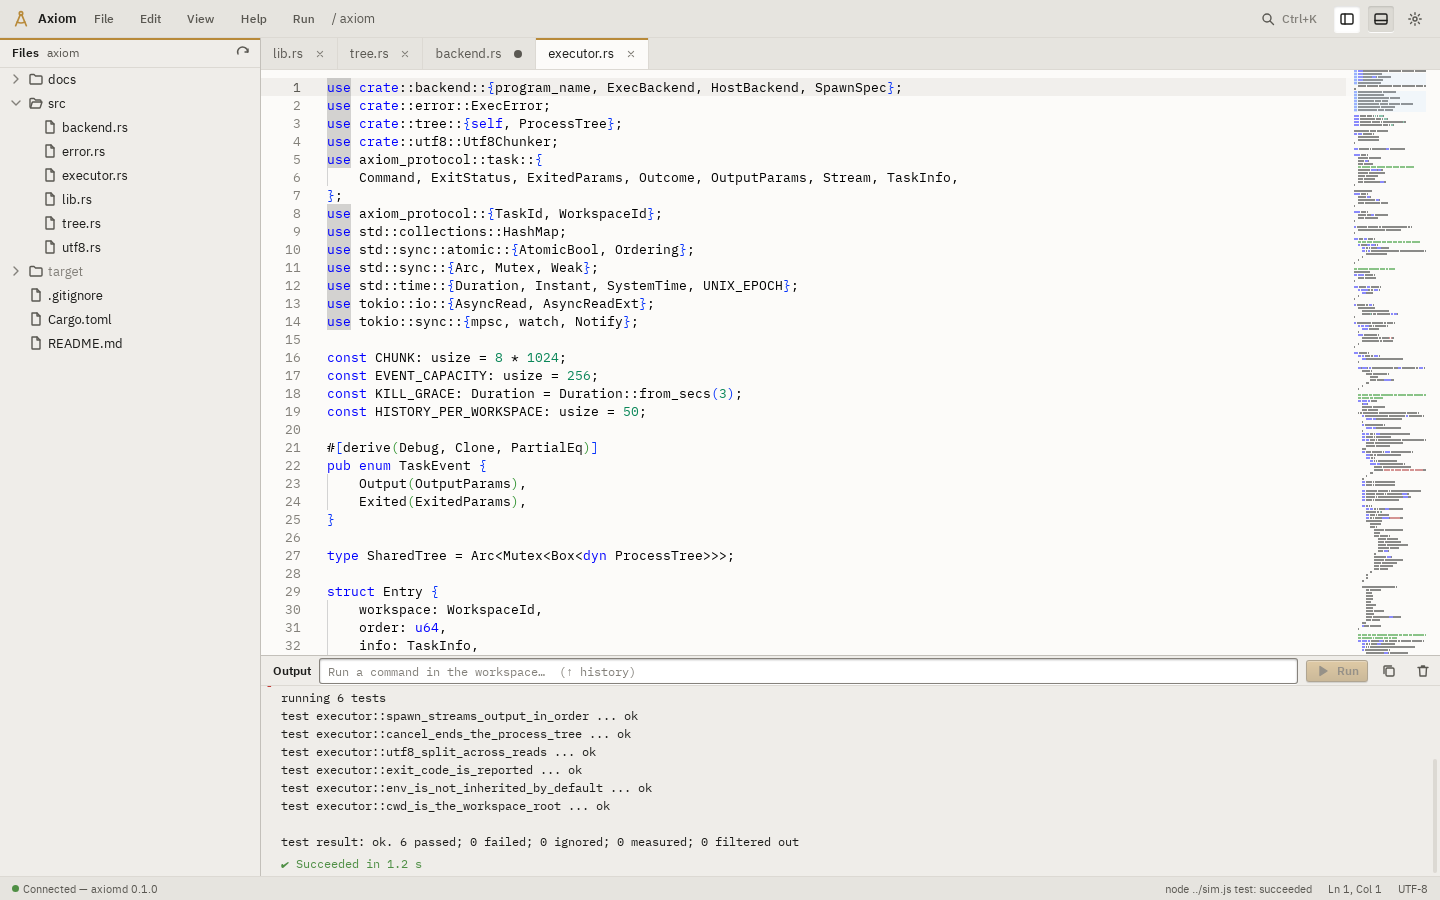 Axiom File Edit View Help Run / axiom Ctrl+K
Files axiom
docs
src
backend.rs
error.rs
executor.rs
lib.rs
tree.rs
utf8.rs
target
.gitignore
Cargo.toml
README.md
lib.rs tree.rs backend.rs executor.rs
1 use crate::backend::{program_name, ExecBackend, HostBackend, SpawnSpec};
2 use crate::error::ExecError;
3 use crate::tree::{self, ProcessTree};
4 use crate::utf8::Utf8Chunker;
5 use axiom_protocol::task::{
6     Command, ExitStatus, ExitedParams, Outcome, OutputParams, Stream, TaskInfo,
7 };
8 use axiom_protocol::{TaskId, WorkspaceId};
9 use std::collections::HashMap;
10 use std::sync::atomic::{AtomicBool, Ordering};
11 use std::sync::{Arc, Mutex, Weak};
12 use std::time::{Duration, Instant, SystemTime, UNIX_EPOCH};
13 use tokio::io::{AsyncRead, AsyncReadExt};
14 use tokio::sync::{mpsc, watch, Notify};
15
16 const CHUNK: usize = 8 * 1024;
17 const EVENT_CAPACITY: usize = 256;
18 const KILL_GRACE: Duration = Duration::from_secs(3);
19 const HISTORY_PER_WORKSPACE: usize = 50;
20
21 #[derive(Debug, Clone, PartialEq)]
22 pub enum TaskEvent {
23     Output(OutputParams),
24     Exited(ExitedParams),
25 }
26
27 type SharedTree = Arc<Mutex<Box<dyn ProcessTree>>>;
28
29 struct Entry {
30     workspace: WorkspaceId,
31     order: u64,
32     info: TaskInfo,
Output Run a command in the workspace… (↑ history) Run
running 6 tests
test executor::spawn_streams_output_in_order ... ok
test executor::cancel_ends_the_process_tree ... ok
test executor::utf8_split_across_reads ... ok
test executor::exit_code_is_reported ... ok
test executor::env_is_not_inherited_by_default ... ok
test executor::cwd_is_the_workspace_root ... ok
test result: ok. 6 passed; 0 failed; 0 ignored; 0 measured; 0 filtered out
✔ Succeeded in 1.2 s
Connected — axiomd 0.1.0 node ../sim.js test: succeeded Ln 1, Col 1 UTF-8